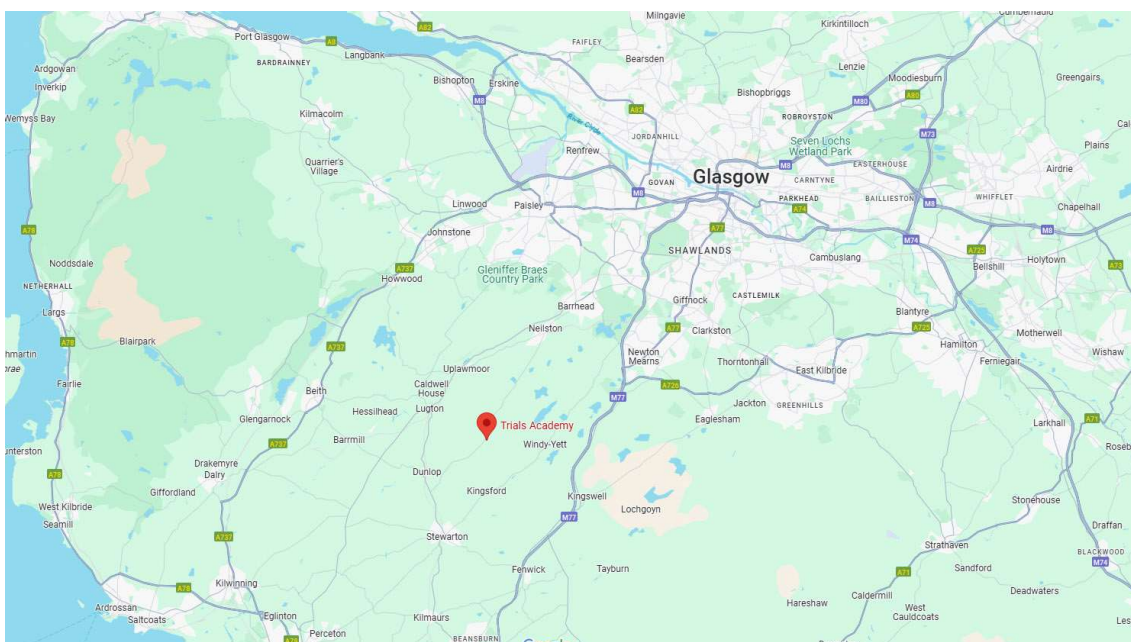 Milngavie
Kirkintilloch
Cumbernauld
Port Glasgow
A8
A82
FAIFLEY
Bearsden
Lenzie
Moodiesburn
Greengairs
Langbank
BARDRAINNEY
Ardgowan
Inverkip
Bishopton
Erskine
M8
A82
Bishopbriggs
M80
A80
Wemyss Bay
Kilmacolm
River Clyde
JORDANHILL
ROBROYSTON
M73
Plains
Renfrew
Seven Lochs
Wetland Park
Quarrier's
Village
EASTERHOUSE
Airdrie
M8
GOVAN
Glasgow
CARNTYNE
M8
PARKHEAD
BAILLIESTON
WHIFFLET
Linwood
Paisley
M8
A74
M8
Chapelhall
A78
Johnstone
A77
M74
M8
SHAWLANDS
A725
Noddsdale
A737
Gleniffer Braes
Country Park
Cambuslang
Bellshill
Holytown
A73
NETHERHALL
Howwood
Giffnock
CASTLEMILK
Largs
Barrhead
Blantyre
A77
Clarkston
A725
Motherwell
Neilston
Blairpark
A78
A737
Newton
Mearns
Thorntonhall
Hamilton
Ferniegair
Wishaw
Uplawmoor
East Kilbride
Fairlie
Caldwell
House
A726
Beith
M77
Jackton
GREENHILLS
Hessilhead
Lugton
Glengarnock
Eaglesham
Trials Academy
Larkhall
A71
Barrmill
Windy-Yett
A737
Drakemyre
Dalry
Dunlop
A78
Giffordland
Kingsford
Kingswell
Stonehouse
West Kilbride
Lochgoyn
M77
Seamill
Draffan
A737
Stewarton
Strathaven
BLACKWOOD
Fenwick
Tayburn
A71
Sandford
M74
A78
Kilwinning
Deadwaters
Ardrossan
Saltcoats
Hareshaw
Caldermill
West
Cauldcoats
Eglinton
Kilmaurs
Perceton
BEANSBURN
A78